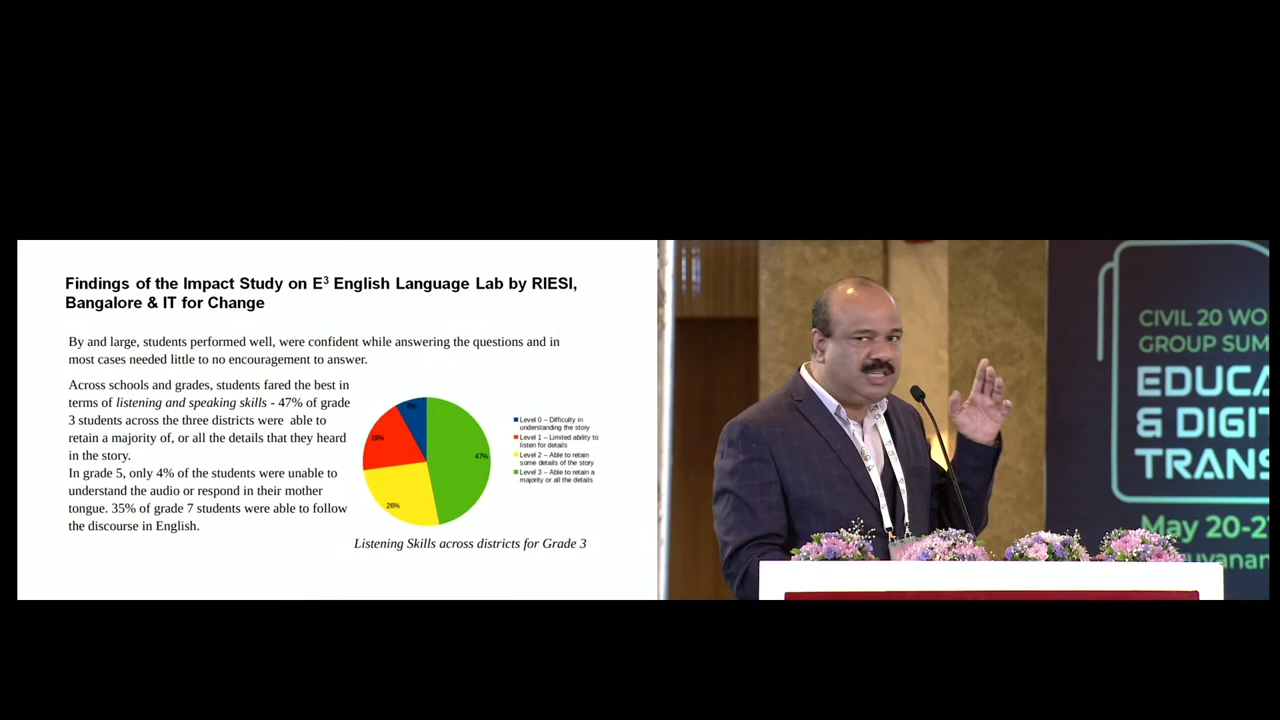 Findings of the Impact Study on E3 English Language Lab by RIESI,
Bangalore & IT for Change
By and large, students performed well, were confident while answering the questions and in
most cases needed little to no encouragement to answer.
Across schools and grades, students fared the best in
terms of listening and speaking skills - 47% of grade
3 students across the three districts were able to
retain a majority of, or all the details that they heard
in the story.
In grade 5, only 4% of the students were unable to
understand the audio or respond in their mother
tongue. 35% of grade 7 students were able to follow
the discourse in English.
19%
47%
26%
Level 0 – Difficulty in
understanding the story
Level 1 – Limited ability to
listen for details
Level 2 – Able to retain
some details of the story
Level 3 – Able to retain a
majority or all the details
Listening Skills across districts for Grade 3
CIVIL 20 WO
GROUP SUM
EDUCA
& DIGIT
TRANS
May 20-2